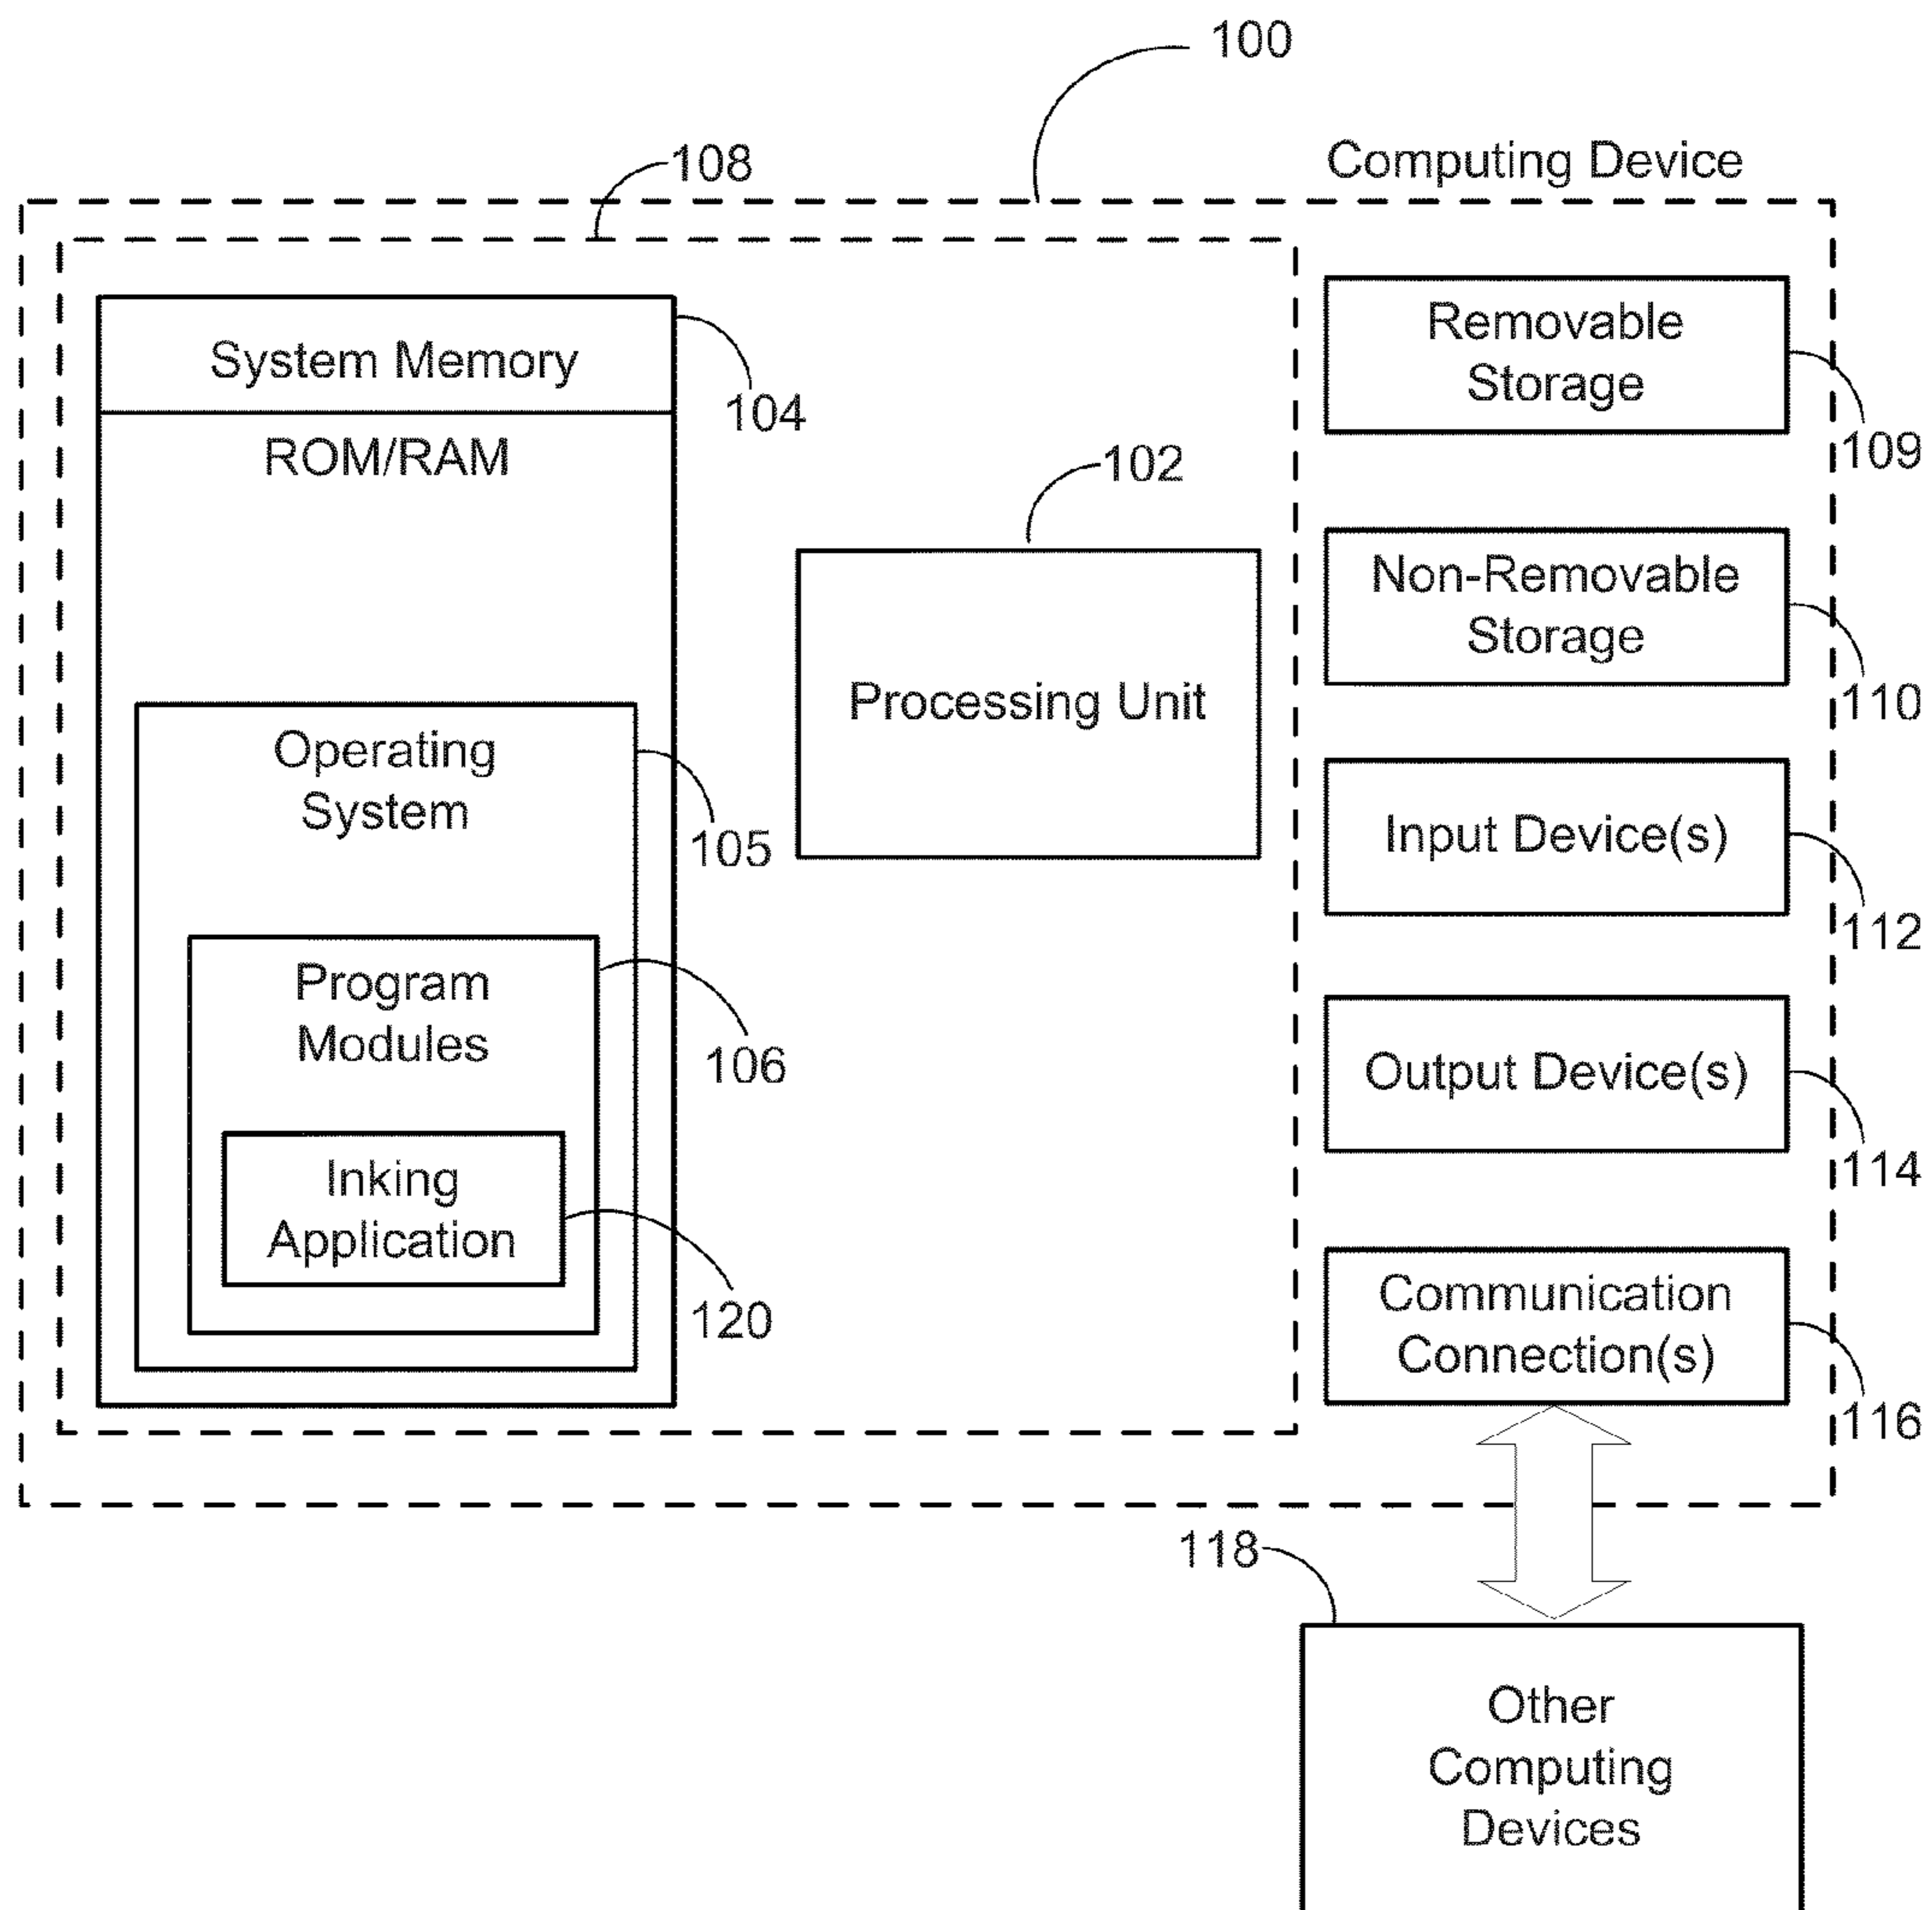 100
108
Computing Device
System Memory
104
ROM/RAM
Operating
System
105
Program
Modules
106
Inking
Application
120
102
Processing Unit
Removable
Storage
109
Non-Removable
Storage
110
Input Device(s)
112
Output Device(s)
114
Communication
Connection(s)
116
118
Other
Computing
Devices